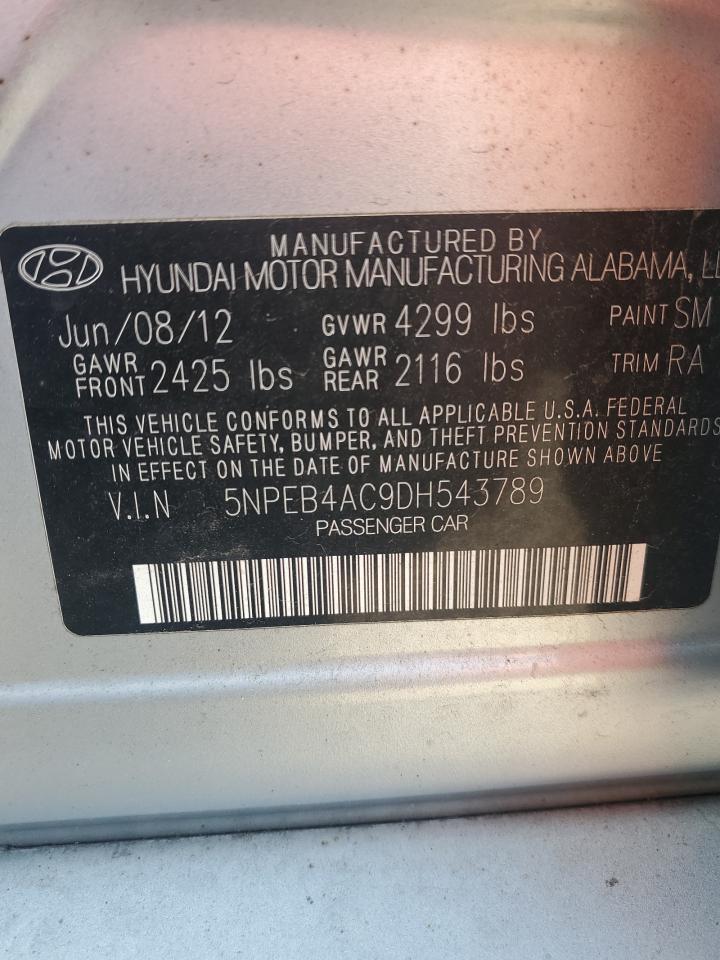 MANUFACTURED BY
HYUNDAI MOTOR MANUFACTURING ALABAMA,
Jun/08/12 GVWR 4299 lbs PAINT SM
GAWR FRONT 2425 lbs GAWR REAR 2116 lbs TRIM RA
THIS VEHICLE CONFORMS TO ALL APPLICABLE U.S.A. FEDERAL
MOTOR VEHICLE SAFETY, BUMPER, AND THEFT PREVENTION STANDARDS
IN EFFECT ON THE DATE OF MANUFACTURE SHOWN ABOVE
V.I.N 5NPEB4AC9DH543789
PASSENGER CAR